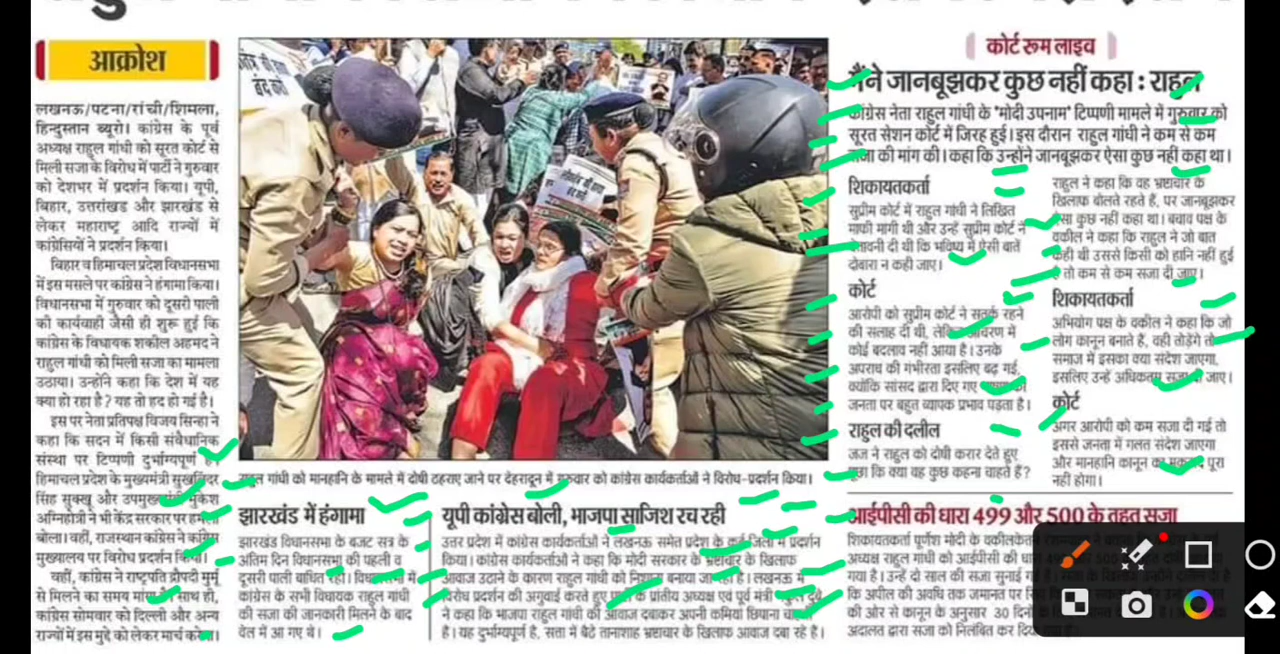 आक्रोश
लखनऊ/पटना/रांची/शिमला,
हिन्दुस्तान ब्यूरो। कांग्रेस के पूर्व
अध्यक्ष राहुल गांधी को सूरत कोर्ट से
मिली सजा के विरोध में पार्टी ने गुरुवार
को देशभर में प्रदर्शन किया। यूपी,
बिहार, उत्तराखंड और झारखंड से
लेकर महाराष्ट्र आदि राज्यों में
कांग्रेसियों ने प्रदर्शन किया।
बिहार व हिमाचल प्रदेश विधानसभा
में इस मसले पर कांग्रेस ने हंगामा किया।
विधानसभा में गुरुवार को दूसरी पाली
की कार्यवाही जैसी ही शुरू हुई कि
कांग्रेस के विधायक शकील अहमद ने
राहुल गांधी को मिली सजा का मामला
उठाया। उन्होंने कहा कि देश में यह
क्या हो रहा है? यह तो हद हो गई है।
इस पर नेता प्रतिपक्ष विजय सिन्हा ने
कहा कि सदन में किसी संवैधानिक
संस्था पर टिप्पणी दुर्भाग्यपूर्ण है।
हिमाचल प्रदेश के मुख्यमंत्री सुखविंदर
सिंह सुक्खू और उपमुख्यमंत्री मुकेश
अग्निहोत्री ने भी केंद्र सरकार पर हमला
बोला। वहीं, राजस्थान कांग्रेस ने कांग्रेस
मुख्यालय पर विरोध प्रदर्शन किया।
वहीं, कांग्रेस ने राष्ट्रपति द्रौपदी मुर्मू
से मिलने का समय मांगा है। साथ ही,
कांग्रेस सोमवार को दिल्ली और अन्य
राज्यों में इस मुद्दे को लेकर मार्च करेगा।
राहुल गांधी को मानहानि के मामले में दोषी ठहराए जाने पर देहरादून में गुरुवार को कांग्रेस कार्यकर्ताओं ने विरोध-प्रदर्शन किया।
झारखंड में हंगामा
झारखंड विधानसभा के बजट सत्र के
अंतिम दिन विधानसभा की पहली व
दूसरी पाली बाधित रही। विधानसभा में
कांग्रेस के सभी विधायक राहुल गांधी
की सजा की जानकारी मिलने के बाद
वेल में आ गए थे।
यूपी कांग्रेस बोली, भाजपा साजिश रच रही
उत्तर प्रदेश में कांग्रेस कार्यकर्ताओं ने लखनऊ समेत प्रदेश के कई जिलों में प्रदर्शन
किया। कांग्रेस कार्यकर्ताओं ने कहा कि मोदी सरकार के भ्रष्टाचार के खिलाफ
आवाज उठाने के कारण राहुल गांधी को निशाना बनाया जा रहा है। लखनऊ में
विरोध प्रदर्शन की अगुवाई करते हुए पार्टी के प्रांतीय अध्यक्ष एवं पूर्व मंत्री नकुल दुबे
ने कहा कि भाजपा राहुल गांधी की आवाज दबाकर अपनी कमियां छिपाना चाहती
है। यह दुर्भाग्यपूर्ण है, सत्ता में बैठे तानाशाह भ्रष्टाचार के खिलाफ आवाज दबा रहे है।
कोर्ट रूम लाइव
मैंने जानबूझकर कुछ नहीं कहा : राहुल
कांग्रेस नेता राहुल गांधी के 'मोदी उपनाम' टिप्पणी मामले में गुरुवार को
सूरत सेशन कोर्ट में जिरह हुई। इस दौरान राहुल गांधी ने कम से कम
सजा की मांग की। कहा कि उन्होंने जानबूझकर ऐसा कुछ नहीं कहा था।
शिकायतकर्ता
सुप्रीम कोर्ट में राहुल गांधी ने लिखित
माफी मांगी थी और उन्हें सुप्रीम कोर्ट ने
चेतावनी दी थी कि भविष्य में ऐसी बातें
दोबारा न कही जाए।
कोर्ट
आरोपी को सुप्रीम कोर्ट ने सतर्क रहने
की सलाह दी थी, लेकिन आचरण में
कोई बदलाव नहीं आया है। उनके
अपराध की गंभीरता इसलिए बढ़ गई,
क्योंकि सांसद द्वारा दिए गए
जनता पर बहुत व्यापक प्रभाव पड़ता है।
राहुल की दलील
जज ने राहुल को दोषी करार देते हुए
पूछा कि क्या वह कुछ कहना चाहते हैं?
राहुल ने कहा कि वह भ्रष्टाचार के
खिलाफ बोलते रहते हैं, पर जानबूझकर
ऐसा कुछ नहीं कहा था। बचाव पक्ष के
वकील ने कहा कि राहुल ने जो बात
कही थी उससे किसी को हानि नहीं हुई
है तो कम से कम सजा दी जाए।
शिकायतकर्ता
अभियोग पक्ष के वकील ने कहा कि जो
लोग कानून बनाते हैं, वही तोड़ेंगे तो
समाज में इसका क्या संदेश जाएगा,
इसलिए उन्हें अधिकतम सजा दी जाए।
कोर्ट
अगर आरोपी को कम सजा दी गई तो
इससे जनता में गलत संदेश जाएगा
और मानहानि कानून का मकसद पूरा
नहीं होगा।
आईपीसी की धारा 499 और 500 के तहत सजा
शिकायतकर्ता पूर्णेश मोदी के वकील
अध्यक्ष राहुल गांधी को आईपीसी की धारा
गया है। उन्हें दो साल की सजा सुनाई गई
कि अपील की अवधि तक जमानत पर
की ओर से कानून के अनुसार 30 दिनों
अदालत द्वारा सजा को निलंबित कर दिया